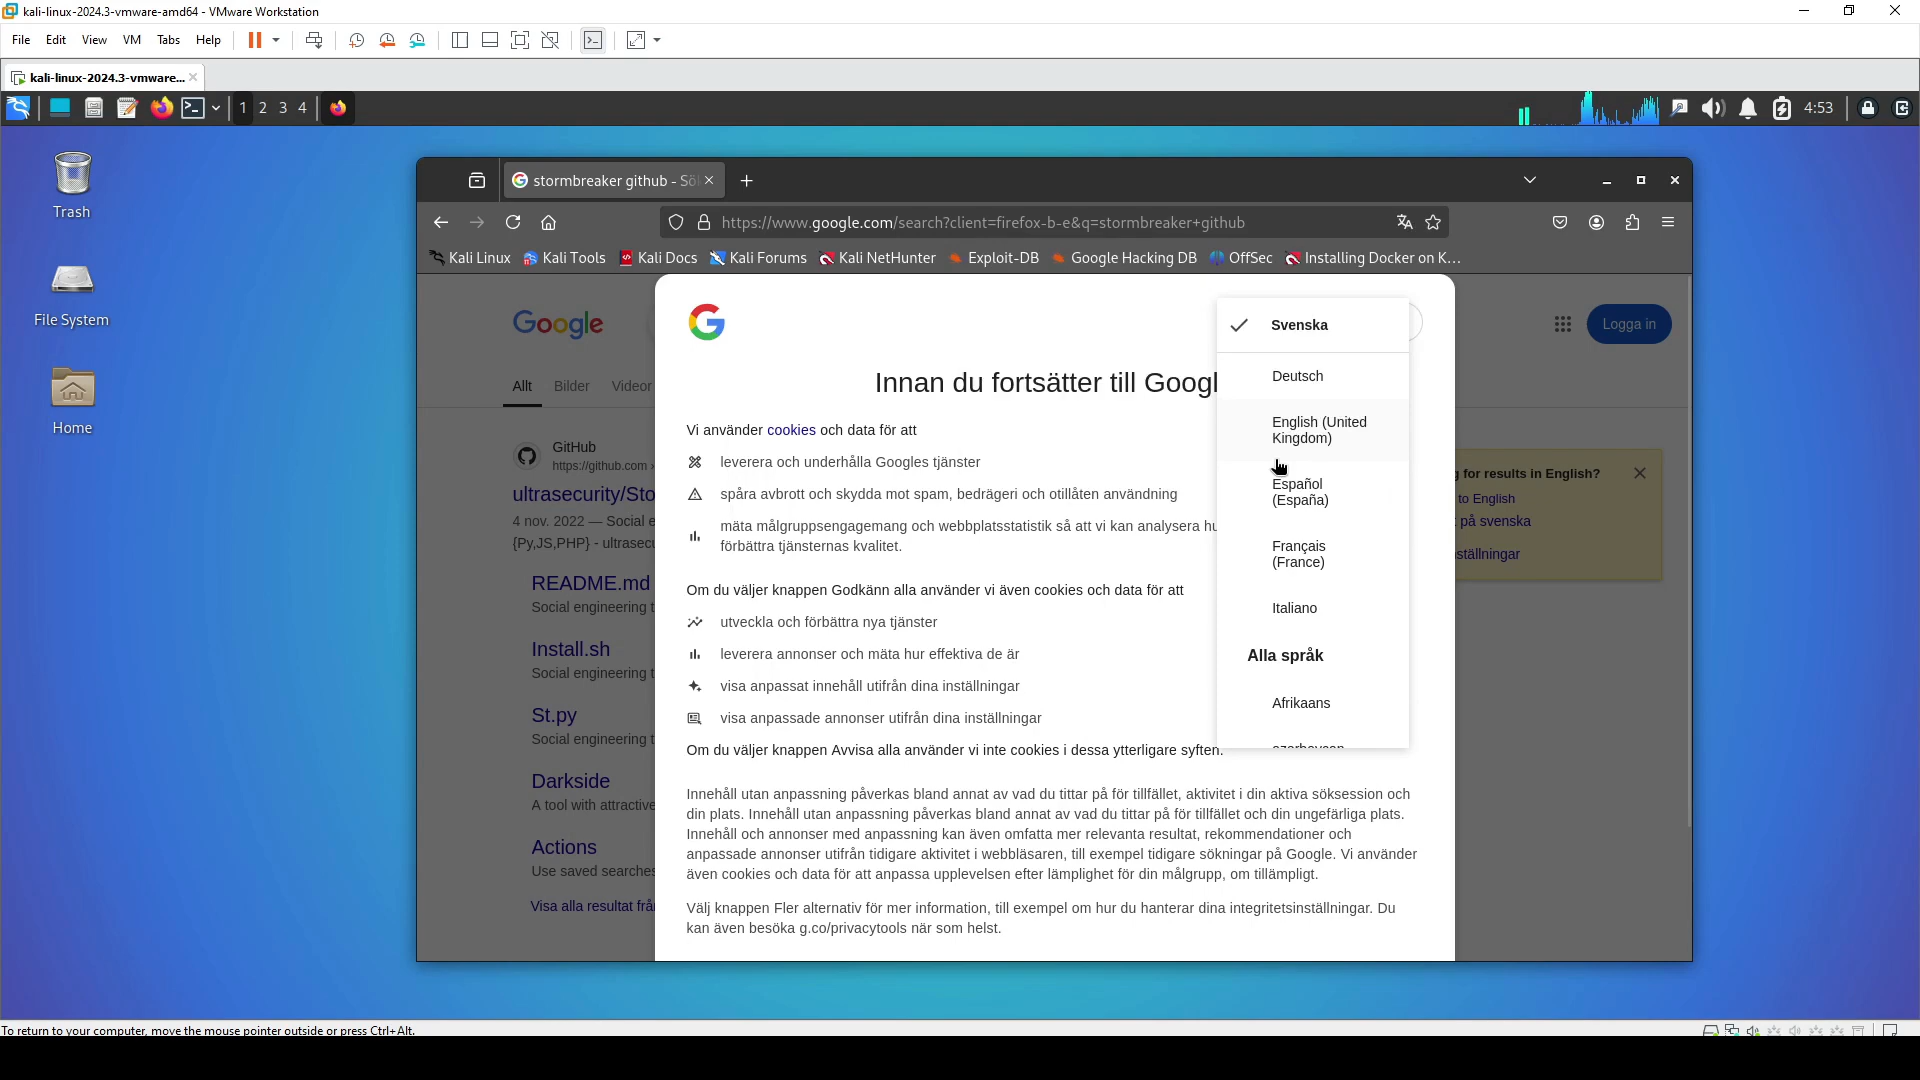 kali-linux-2024.3-vmware-amd64 - VMware Workstation
File Edit View VM Tabs Help
kali-linux-2024.3-vmware...
1 2 3 4
4:53
Trash
File System
Home
stormbreaker github - Sö
https://www.google.com/search?client=firefox-b-e&q=stormbreaker+github
Kali Linux Kali Tools Kali Docs Kali Forums Kali NetHunter Exploit-DB Google Hacking DB OffSec Installing Docker on K...
Google
Logga in
Allt Bilder Videor
GitHub
https://github.com ›
ultrasecurity/Sto
4 nov. 2022 — Social e
{Py,JS,PHP} - ultrasecu
README.md
Social engineering t
Install.sh
Social engineering t
St.py
Social engineering t
Darkside
A tool with attractive
Actions
Use saved searches
Visa alla resultat frå
G
Innan du fortsätter till Googl
Vi använder cookies och data för att
leverera och underhålla Googles tjänster
spåra avbrott och skydda mot spam, bedrägeri och otillåten användning
mäta målgruppsengagemang och webbplatsstatistik så att vi kan analysera hu
förbättra tjänsternas kvalitet.
Om du väljer knappen Godkänn alla använder vi även cookies och data för att
utveckla och förbättra nya tjänster
leverera annonser och mäta hur effektiva de är
visa anpassat innehåll utifrån dina inställningar
visa anpassade annonser utifrån dina inställningar
Om du väljer knappen Avvisa alla använder vi inte cookies i dessa ytterligare syften.
Innehåll utan anpassning påverkas bland annat av vad du tittar på för tillfället, aktivitet i din aktiva söksession och
din plats. Innehåll utan anpassning påverkas bland annat av vad du tittar på för tillfället och din ungefärliga plats.
Innehåll och annonser med anpassning kan även omfatta mer relevanta resultat, rekommendationer och
anpassade annonser utifrån tidigare aktivitet i webbläsaren, till exempel tidigare sökningar på Google. Vi använder
även cookies och data för att anpassa upplevelsen efter lämplighet för din målgrupp, om tillämpligt.
Välj knappen Fler alternativ för mer information, till exempel om hur du hanterar dina integritetsinställningar. Du
kan även besöka g.co/privacytools när som helst.
Svenska
Deutsch
English (United
Kingdom)
Español
(España)
Français
(France)
Italiano
Alla språk
Afrikaans
g for results in English?
to English
på svenska
ställningar
To return to your computer, move the mouse pointer outside or press Ctrl+Alt.